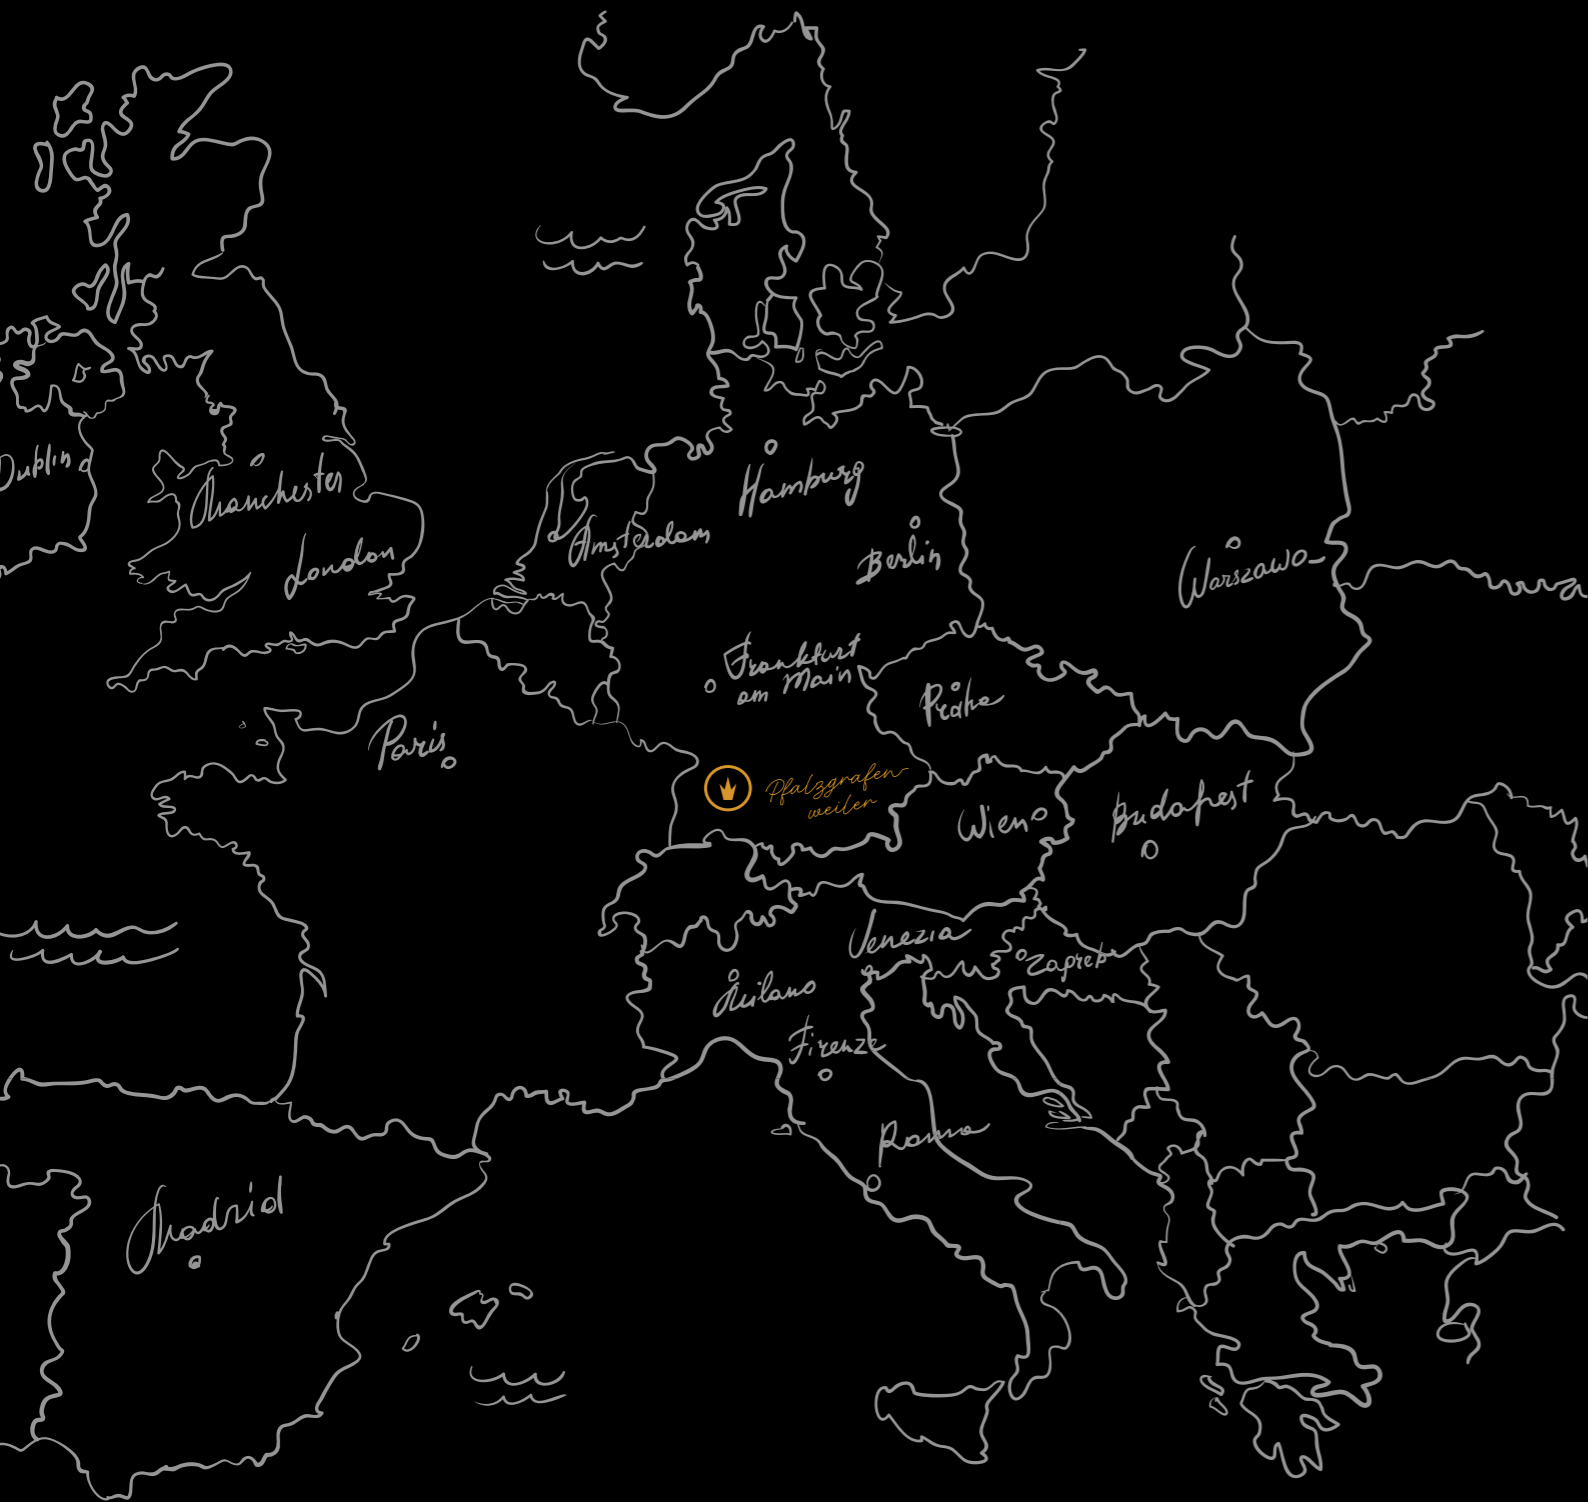 Dublin
Manchester
London
Hamburg
Amsterdam
Berlin
Warszawa
Frankfurt
am Main
Praha
Paris
Pfalzgrafen-
weiler
Wien
Budapest
Venezia
Zagreb
Milano
Firenze
Roma
Madrid